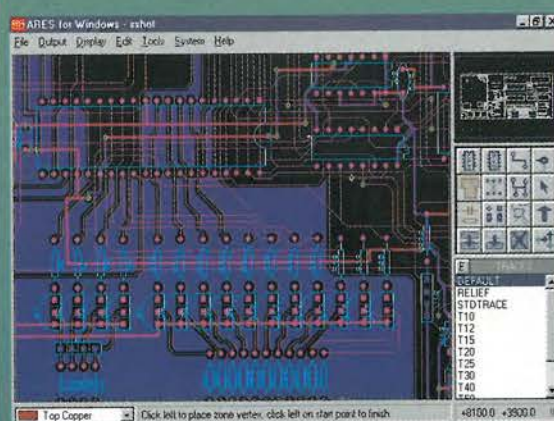 ARES for Windows - sshot
File Output Display Edit Tools System Help
E
DEFAULT
RELIEF
STDTRACE
T10
T12
T15
T20
T25
T30
T40
T50
Top Copper
Click left to place zone vertex, click left on start point to finish
+8100.0 +3900.0